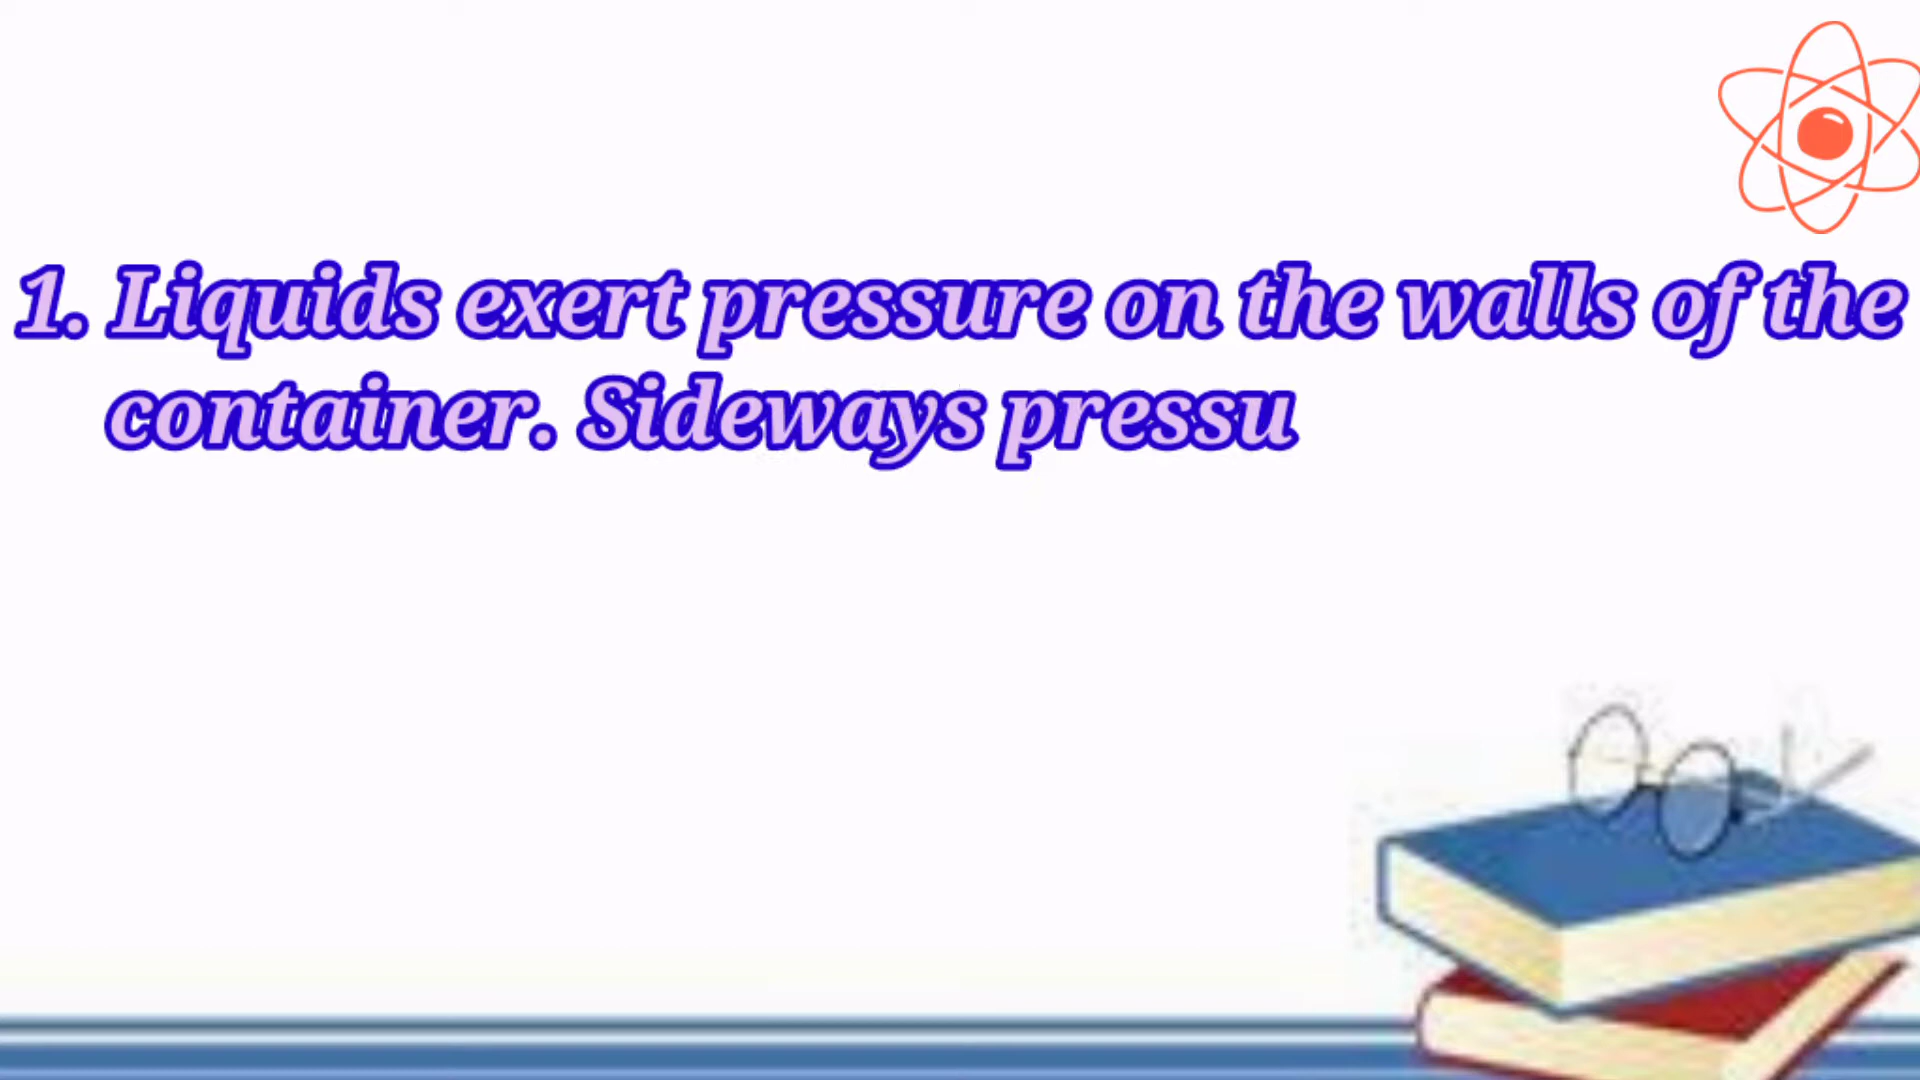 1. Liquids exert pressure on the walls of the
container. Sideways pressu